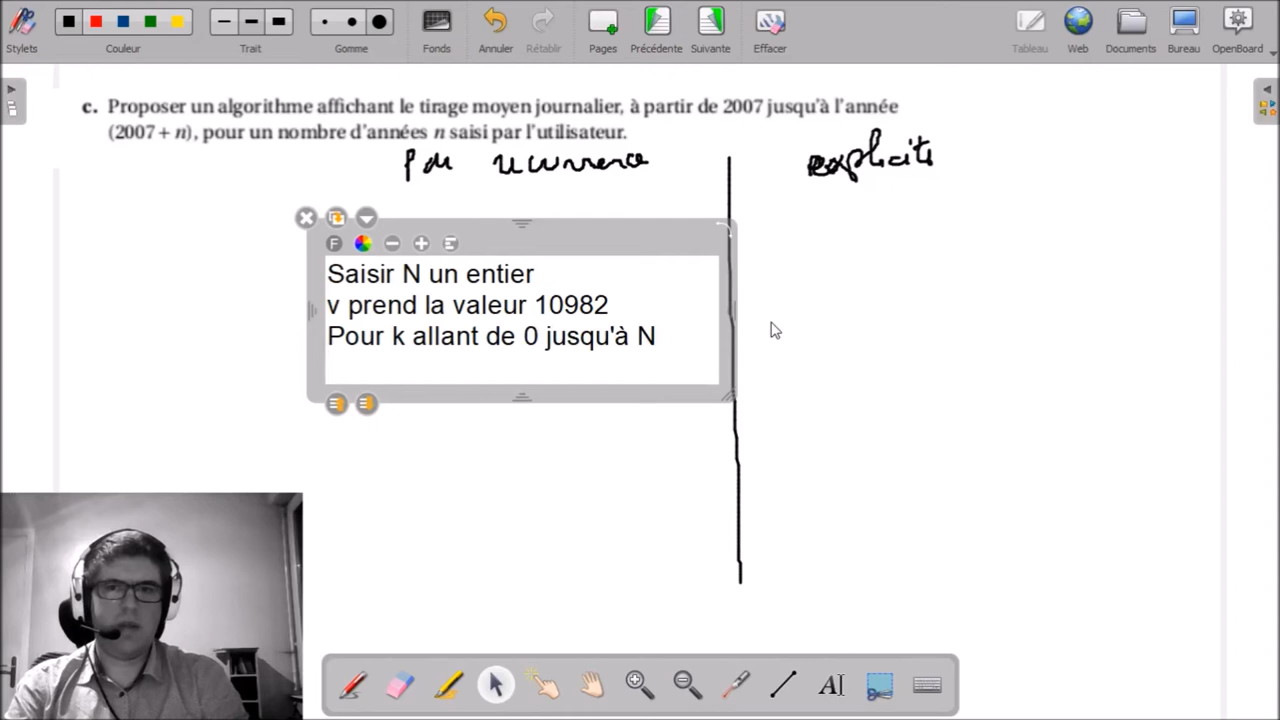 Stylets
Couleur
Trait
Gomme
Fonds
Annuler
Rétablir
Pages
Précédente
Suivante
Effacer
Tableau
Web
Documents
Bureau
OpenBoard
c. Proposer un algorithme affichant le tirage moyen journalier, à partir de 2007 jusqu'à l'année
(2007 + n), pour un nombre d'années n saisi par l'utilisateur.
explicite
F
Saisir N un entier
v prend la valeur 10982
Pour k allant de 0 jusqu'à N
AI